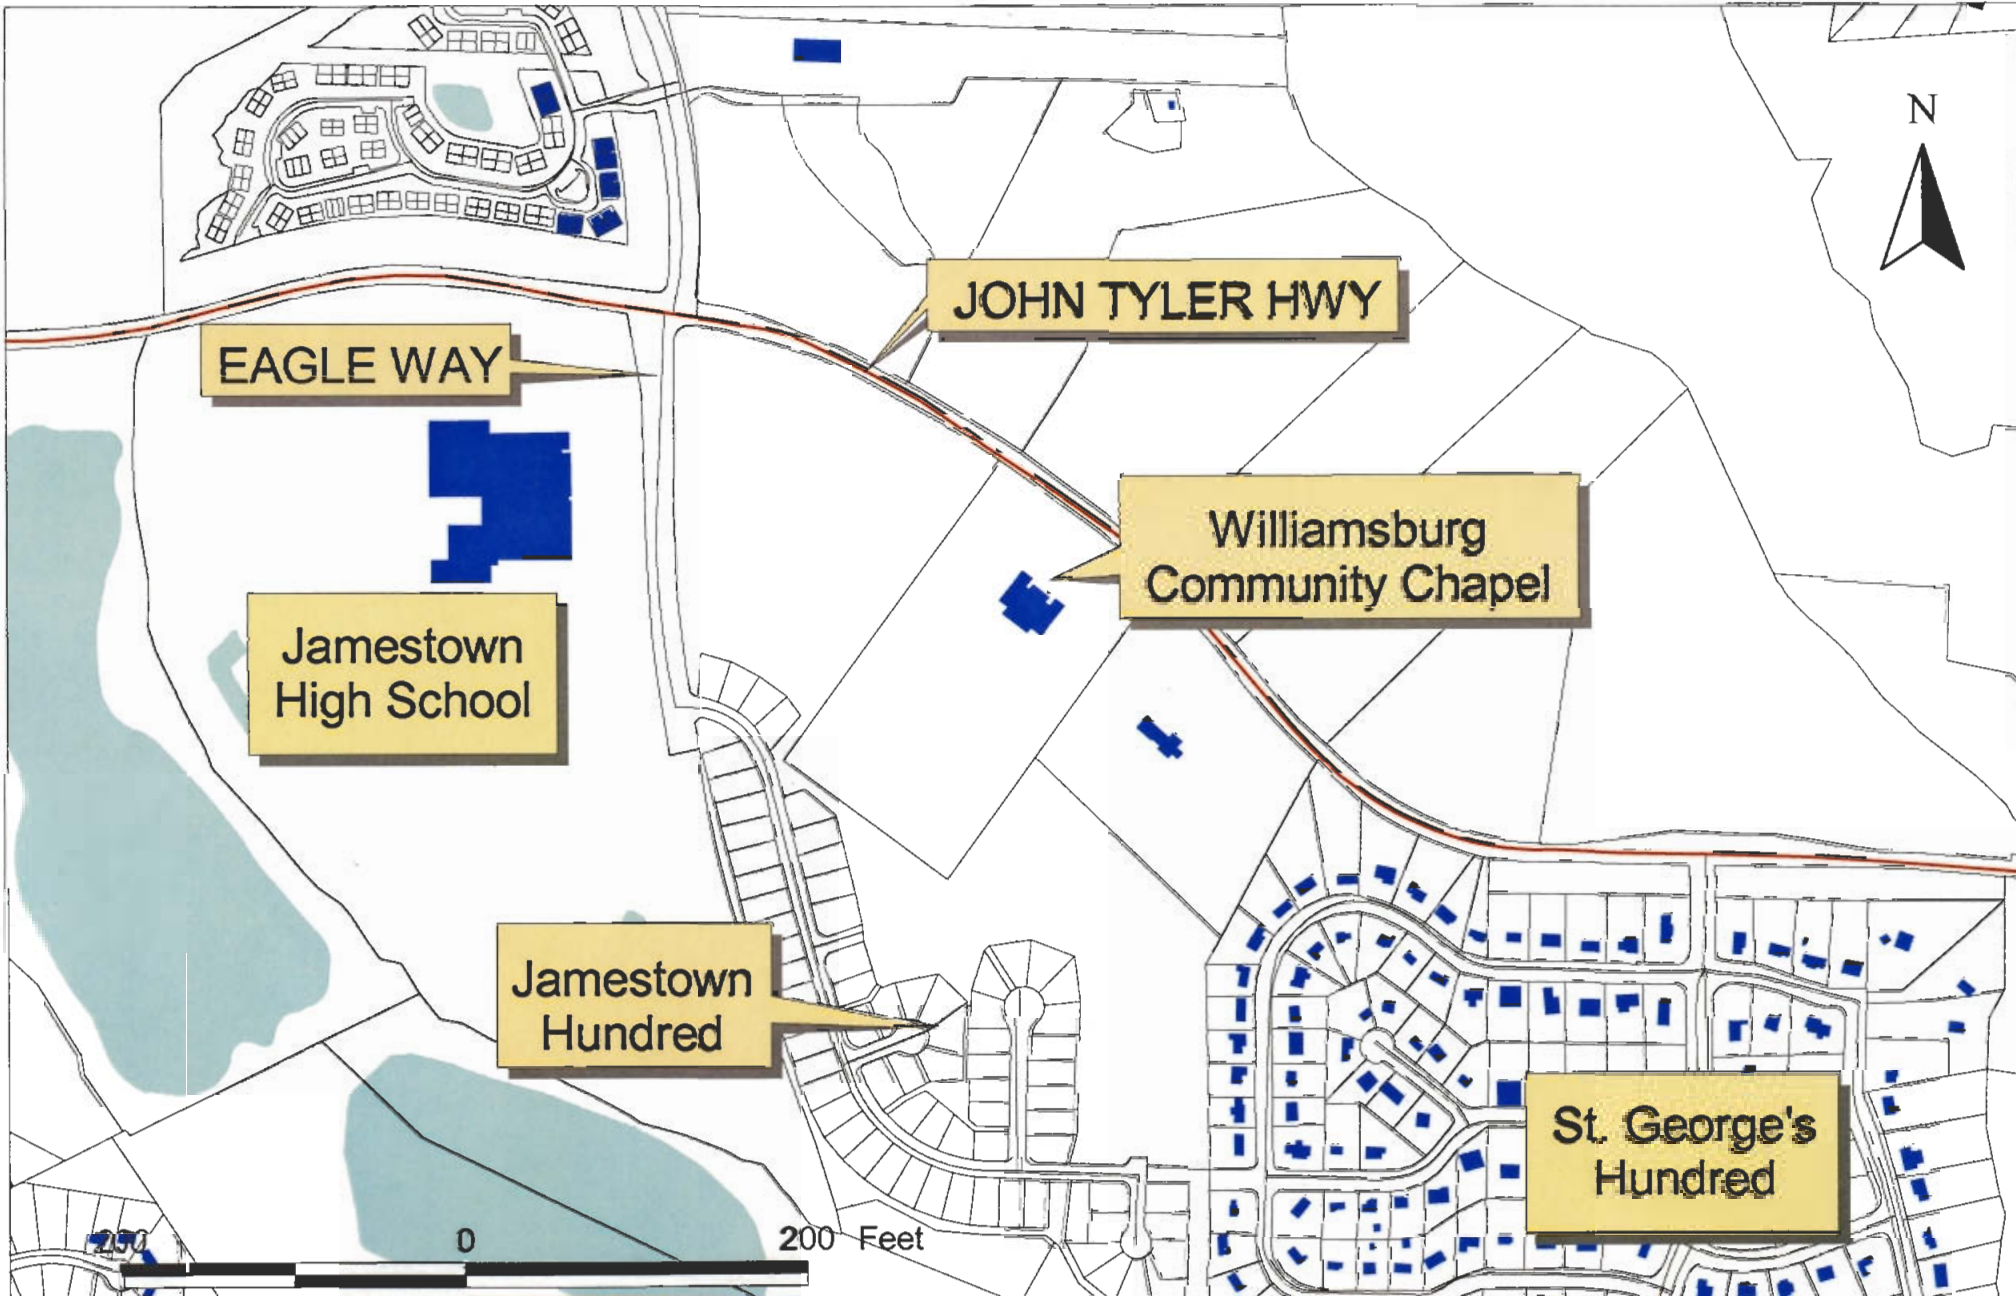 N
JOHN TYLER HWY
EAGLE WAY
Williamsburg
Community Chapel
Jamestown
High School
Jamestown
Hundred
St. George's
Hundred
200 0 200 Feet